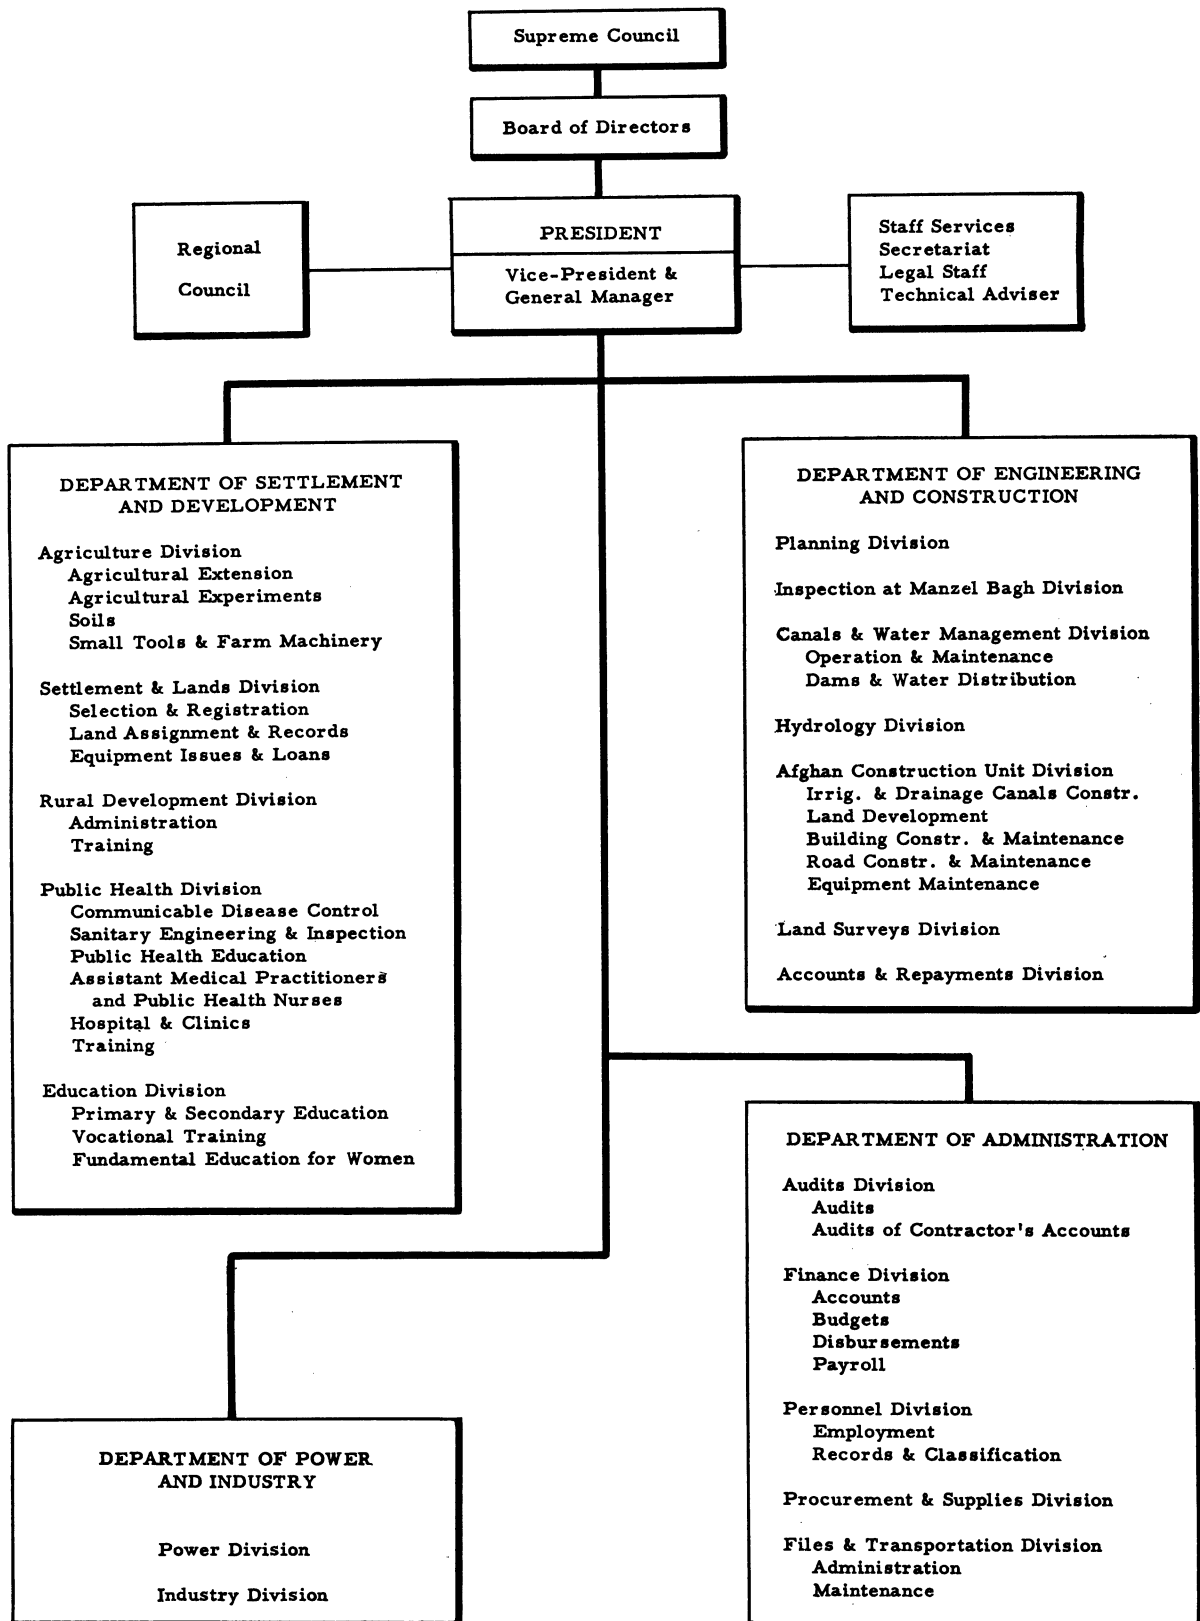 Supreme Council
Board of Directors
Regional
Council
PRESIDENT
Vice-President &
General Manager
Staff Services
Secretariat
Legal Staff
Technical Adviser
DEPARTMENT OF SETTLEMENT
AND DEVELOPMENT
Agriculture Division
Agricultural Extension
Agricultural Experiments
Soils
Small Tools & Farm Machinery
Settlement & Lands Division
Selection & Registration
Land Assignment & Records
Equipment Issues & Loans
Rural Development Division
Administration
Training
Public Health Division
Communicable Disease Control
Sanitary Engineering & Inspection
Public Health Education
Assistant Medical Practitioners
and Public Health Nurses
Hospital & Clinics
Training
Education Division
Primary & Secondary Education
Vocational Training
Fundamental Education for Women
DEPARTMENT OF ENGINEERING
AND CONSTRUCTION
Planning Division
Inspection at Manzel Bagh Division
Canals & Water Management Division
Operation & Maintenance
Dams & Water Distribution
Hydrology Division
Afghan Construction Unit Division
Irrig. & Drainage Canals Constr.
Land Development
Building Constr. & Maintenance
Road Constr. & Maintenance
Equipment Maintenance
Land Surveys Division
Accounts & Repayments Division
DEPARTMENT OF POWER
AND INDUSTRY
Power Division
Industry Division
DEPARTMENT OF ADMINISTRATION
Audits Division
Audits
Audits of Contractor's Accounts
Finance Division
Accounts
Budgets
Disbursements
Payroll
Personnel Division
Employment
Records & Classification
Procurement & Supplies Division
Files & Transportation Division
Administration
Maintenance